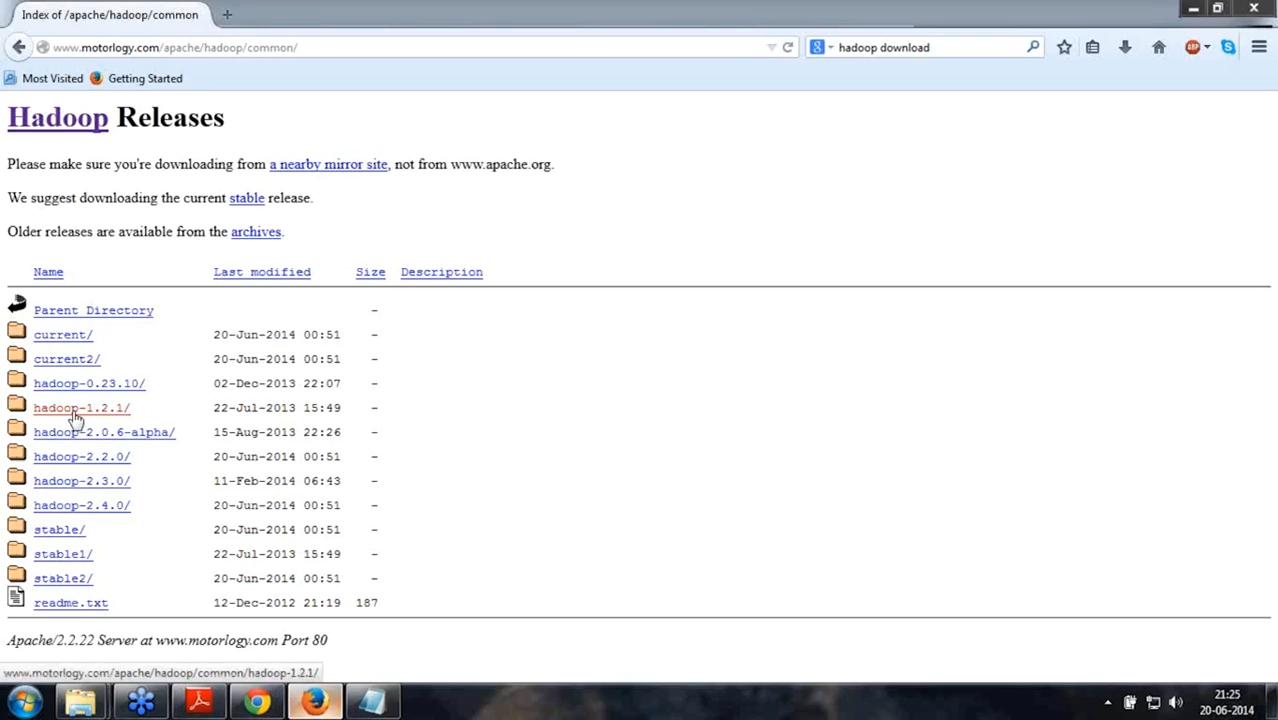 Index of /apache/hadoop/common
www.motorlogy.com/apache/hadoop/common/
hadoop download
Most Visited
Getting Started
Hadoop Releases
Please make sure you're downloading from a nearby mirror site, not from www.apache.org.
We suggest downloading the current stable release.
Older releases are available from the archives.
Name Last modified Size Description
Parent Directory -
current/ 20-Jun-2014 00:51 -
current2/ 20-Jun-2014 00:51 -
hadoop-0.23.10/ 02-Dec-2013 22:07 -
hadoop-1.2.1/ 22-Jul-2013 15:49 -
hadoop-2.0.6-alpha/ 15-Aug-2013 22:26 -
hadoop-2.2.0/ 20-Jun-2014 00:51 -
hadoop-2.3.0/ 11-Feb-2014 06:43 -
hadoop-2.4.0/ 20-Jun-2014 00:51 -
stable/ 20-Jun-2014 00:51 -
stable1/ 22-Jul-2013 15:49 -
stable2/ 20-Jun-2014 00:51 -
readme.txt 12-Dec-2012 21:19 187
Apache/2.2.22 Server at www.motorlogy.com Port 80
www.motorlogy.com/apache/hadoop/common/hadoop-1.2.1/
21:25
20-06-2014